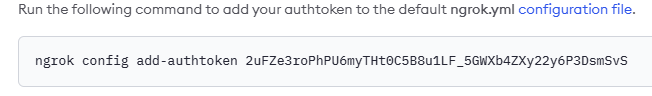 Run the following command to add your authtoken to the default ngrok.yml configuration file.
ngrok config add-authtoken 2uFZe3roPhPU6myTHt0C5B8u1LF_5GWXb4ZXy22y6P3DsmSvS